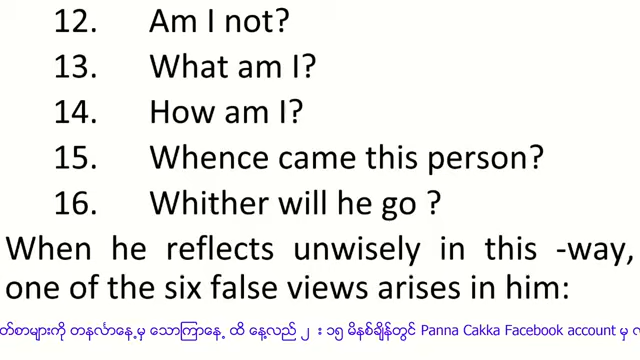 12. Am I not?
13. What am I?
14. How am I?
15. Whence came this person?
16. Whither will he go ?
When he reflects unwisely in this -way,
one of the six false views arises in him:
တနင်္လာနေ့မှ သောကြာနေ့ ထိ နေ့လည် ၂ း ၁၅ မိနစ်ချိန်တွင် Panna Cakka Facebook account မှ